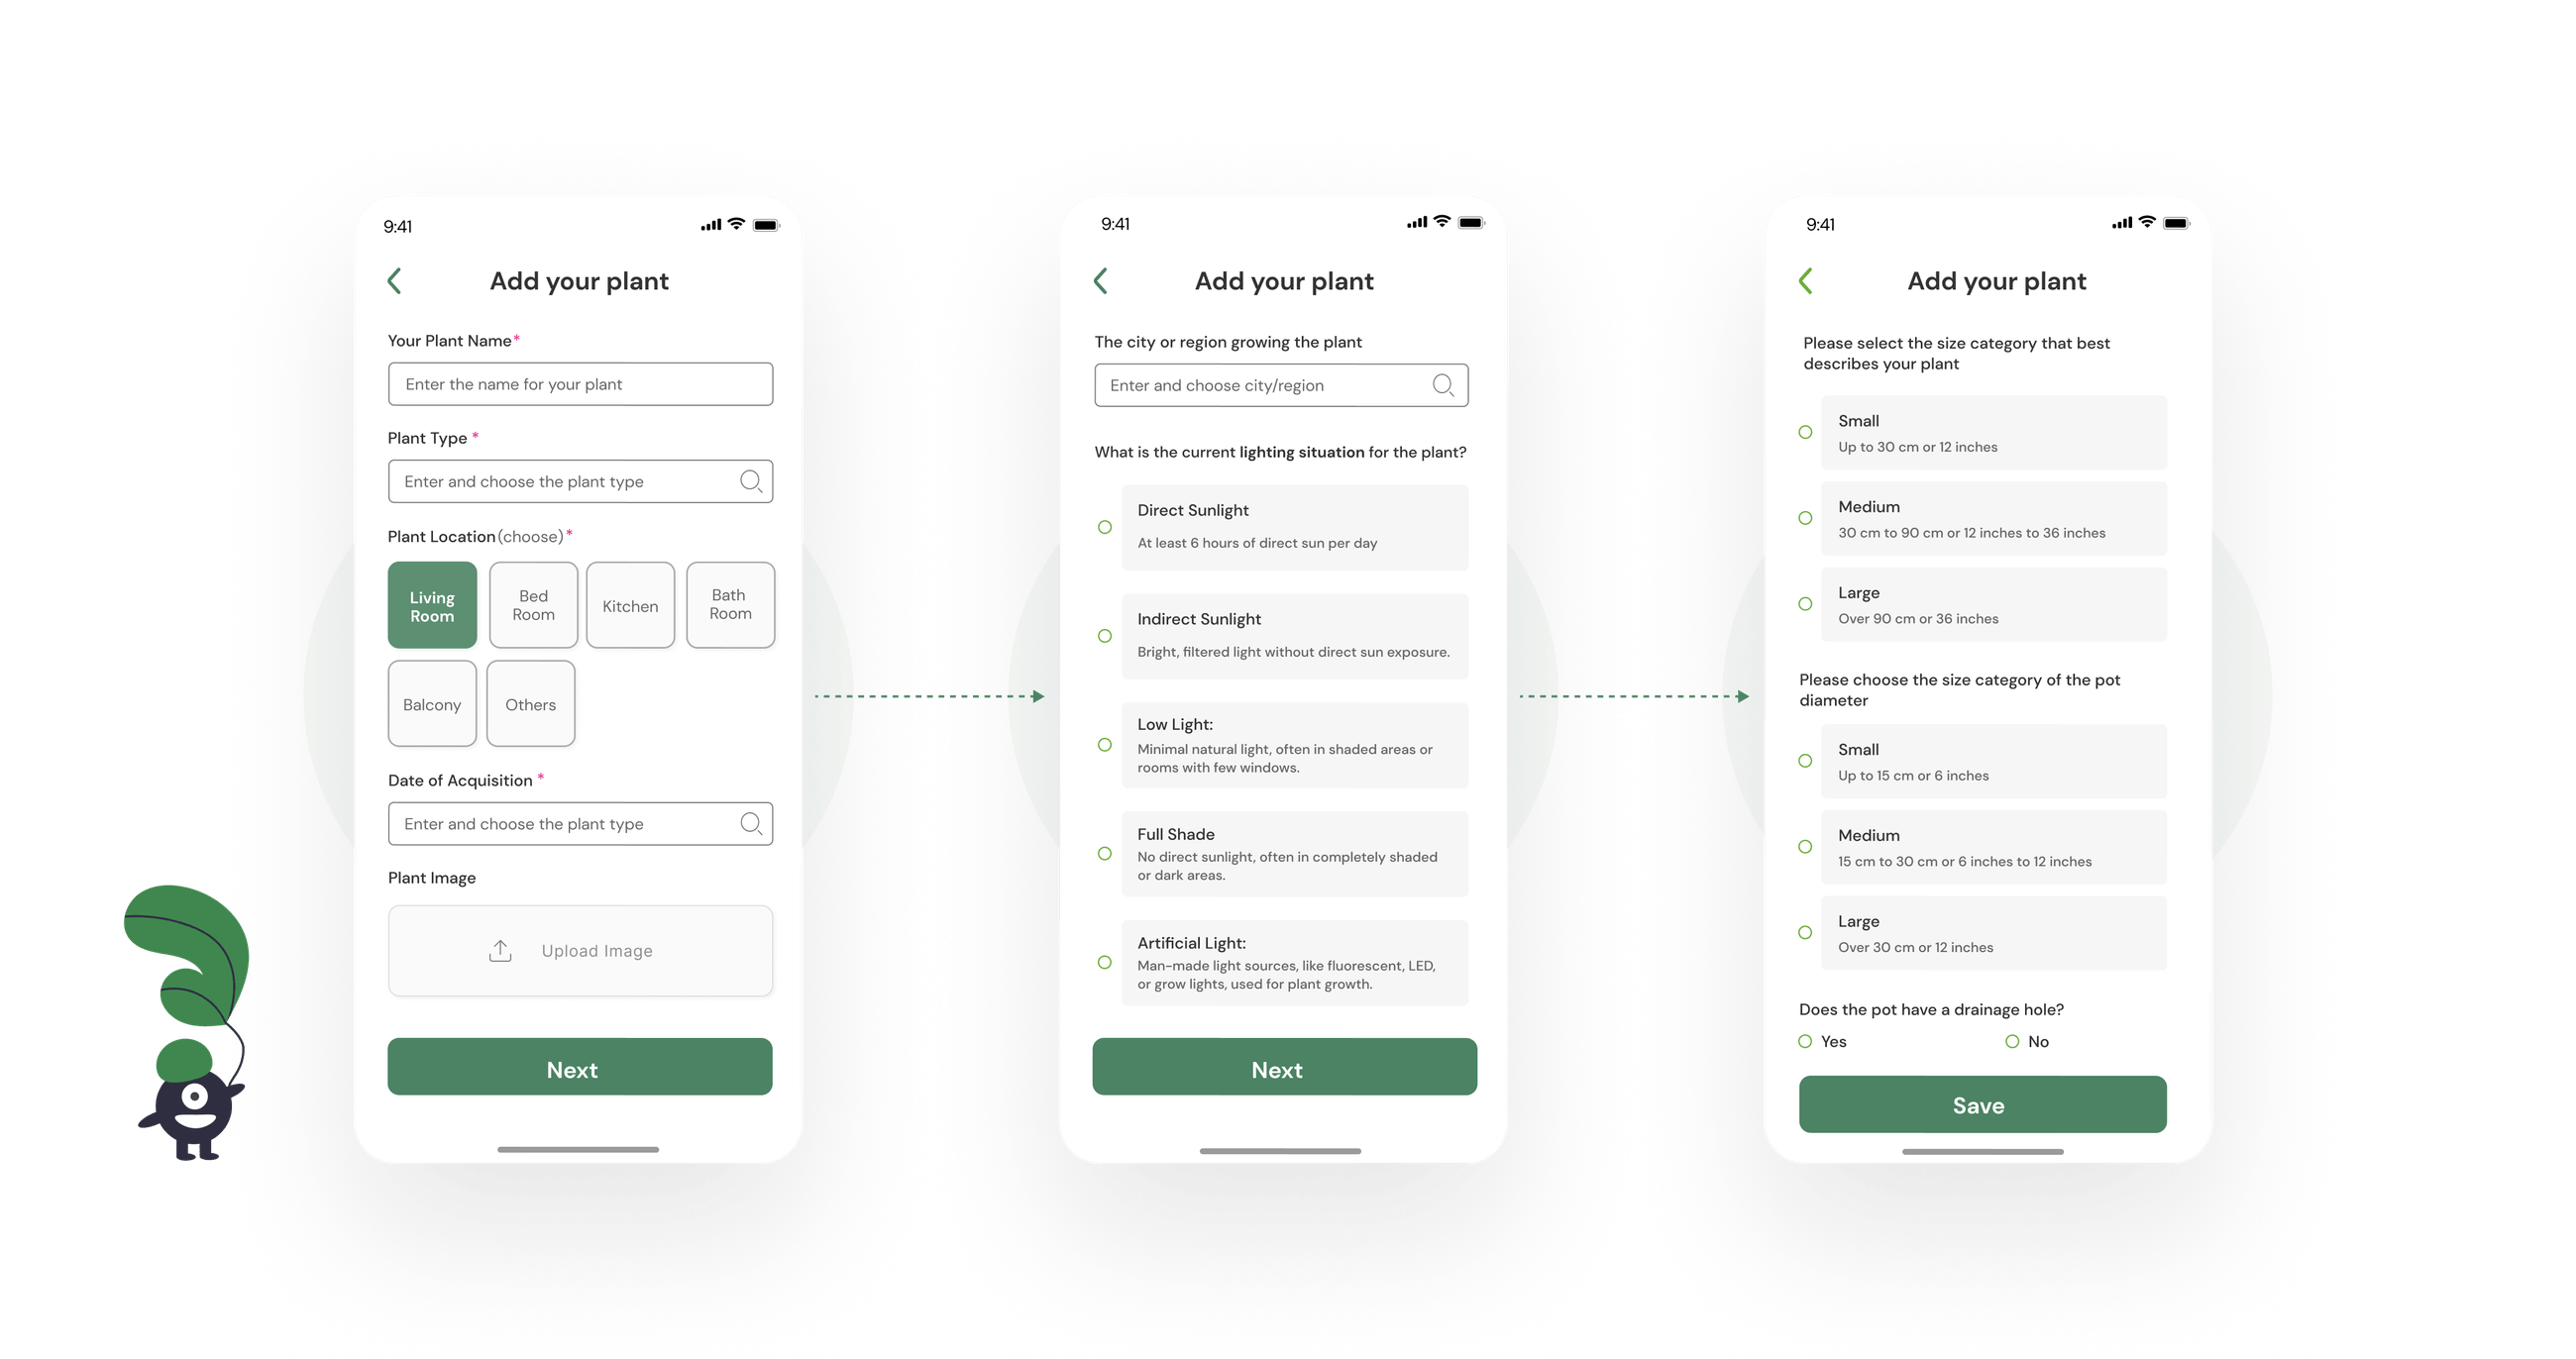 9:41
Add your plant
Your Plant Name*
Enter the name for your plant
Plant Type *
Enter and choose the plant type
Plant Location(choose)*
Living
Room
Bed
Room
Kitchen
Bath
Room
Balcony
Others
Date of Acquisition *
Enter and choose the plant type
Plant Image
Upload Image
Next
9:41
Add your plant
The city or region growing the plant
Enter and choose city/region
What is the current lighting situation for the plant?
Direct Sunlight
At least 6 hours of direct sun per day
Indirect Sunlight
Bright, filtered light without direct sun exposure.
Low Light:
Minimal natural light, often in shaded areas or
rooms with few windows.
Full Shade
No direct sunlight, often in completely shaded
or dark areas.
Artificial Light:
Man-made light sources, like fluorescent, LED,
or grow lights, used for plant growth.
Next
9:41
Add your plant
Please select the size category that best
describes your plant
Small
Up to 30 cm or 12 inches
Medium
30 cm to 90 cm or 12 inches to 36 inches
Large
Over 90 cm or 36 inches
Please choose the size category of the pot
diameter
Small
Up to 15 cm or 6 inches
Medium
15 cm to 30 cm or 6 inches to 12 inches
Large
Over 30 cm or 12 inches
Does the pot have a drainage hole?
Yes
No
Save